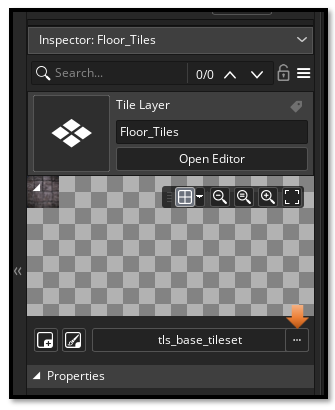 Inspector: Floor_Tiles
Search...
0/0
Tile Layer
Floor_Tiles
Open Editor
tls_base_tileset
...
Properties